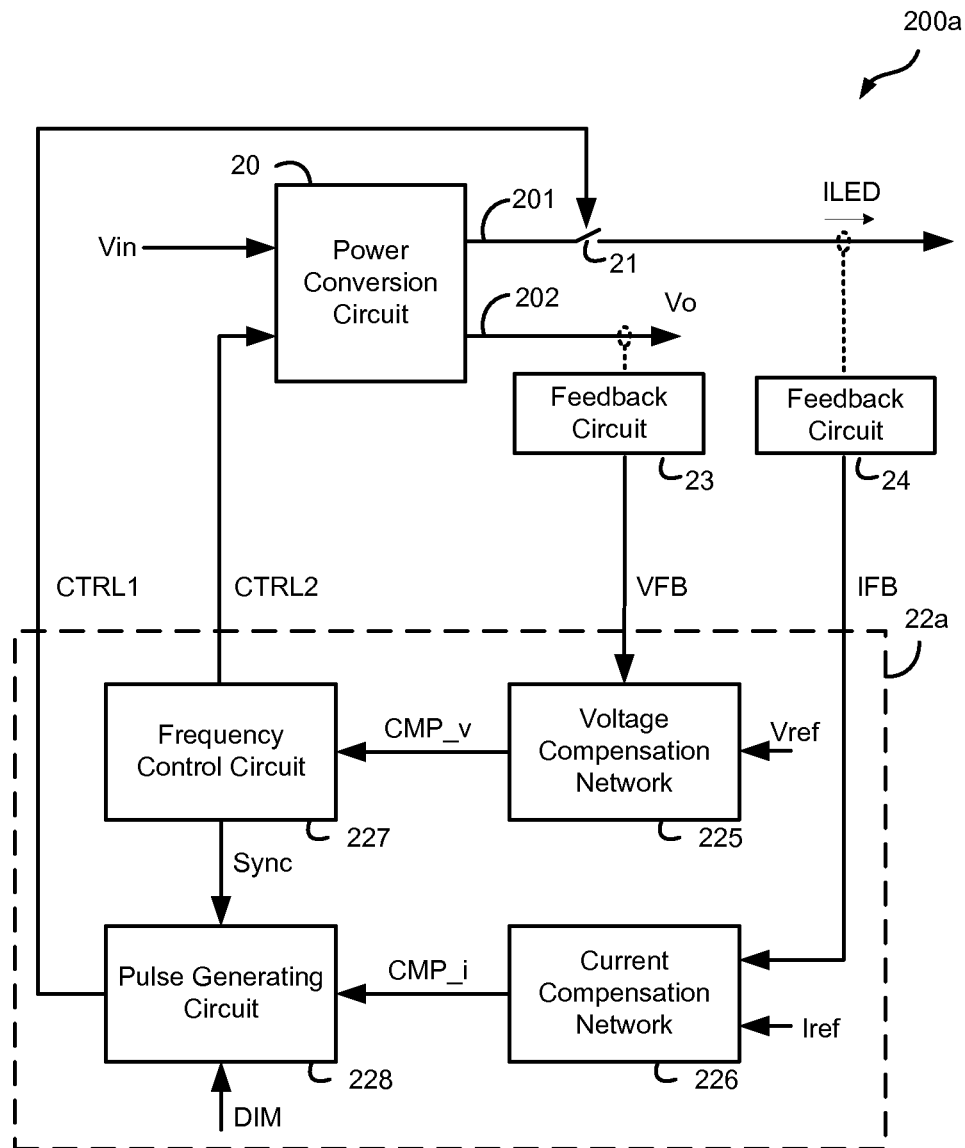 200a
20
201
ILED
Vin
Power
Conversion
Circuit
21
202
Vo
Feedback
Circuit
Feedback
Circuit
23
24
CTRL1
CTRL2
VFB
IFB
22a
Frequency
Control Circuit
CMP_v
Voltage
Compensation
Network
Vref
227
225
Sync
Pulse Generating
Circuit
CMP_i
Current
Compensation
Network
Iref
228
226
DIM